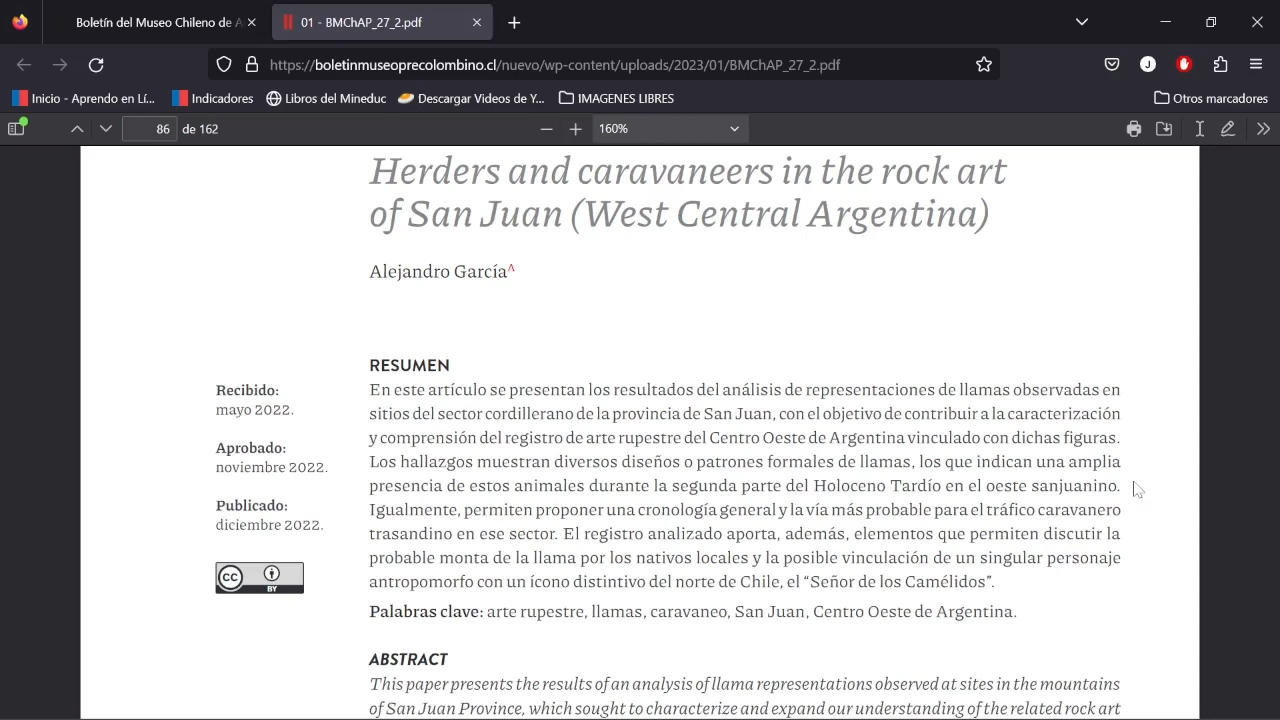 Boletín del Museo Chileno de A
01 - BMChAP_27_2.pdf
https://boletinmuseoprecolombino.cl/nuevo/wp-content/uploads/2023/01/BMChAP_27_2.pdf
J
Inicio - Aprendo en Lí... Indicadores Libros del Mineduc Descargar Videos de Y... IMAGENES LIBRES Otros marcadores
86 de 162 160%
Herders and caravaneers in the rock art
of San Juan (West Central Argentina)
Alejandro GarcíaA
Recibido:
mayo 2022.
Aprobado:
noviembre 2022.
Publicado:
diciembre 2022.
CC BY
RESUMEN
En este artículo se presentan los resultados del análisis de representaciones de llamas observadas en
sitios del sector cordillerano de la provincia de San Juan, con el objetivo de contribuir a la caracterización
y comprensión del registro de arte rupestre del Centro Oeste de Argentina vinculado con dichas figuras.
Los hallazgos muestran diversos diseños o patrones formales de llamas, los que indican una amplia
presencia de estos animales durante la segunda parte del Holoceno Tardío en el oeste sanjuanino.
Igualmente, permiten proponer una cronología general y la vía más probable para el tráfico caravanero
trasandino en ese sector. El registro analizado aporta, además, elementos que permiten discutir la
probable monta de la llama por los nativos locales y la posible vinculación de un singular personaje
antropomorfo con un ícono distintivo del norte de Chile, el “Señor de los Camélidos”.
Palabras clave: arte rupestre, llamas, caravaneo, San Juan, Centro Oeste de Argentina.
ABSTRACT
This paper presents the results of an analysis of llama representations observed at sites in the mountains
of San Juan Province, which sought to characterize and expand our understanding of the related rock art